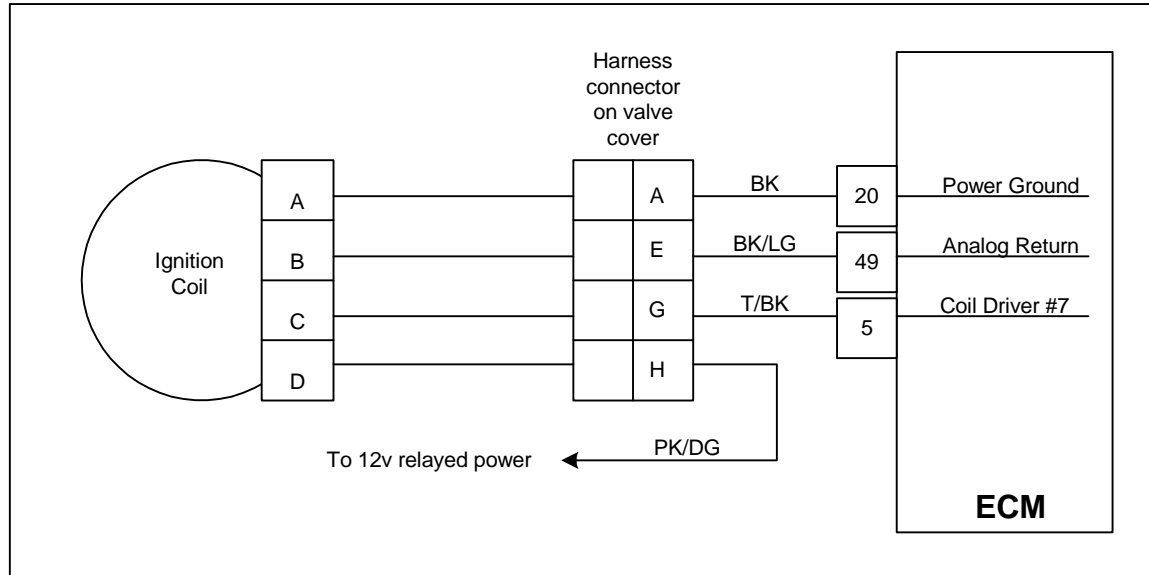 Harness
connector
on valve
cover
Ignition
Coil
A
B
C
D
A
E
G
H
BK
BK/LG
T/BK
PK/DG
To 12v relayed power
20
49
5
Power Ground
Analog Return
Coil Driver #7
ECM